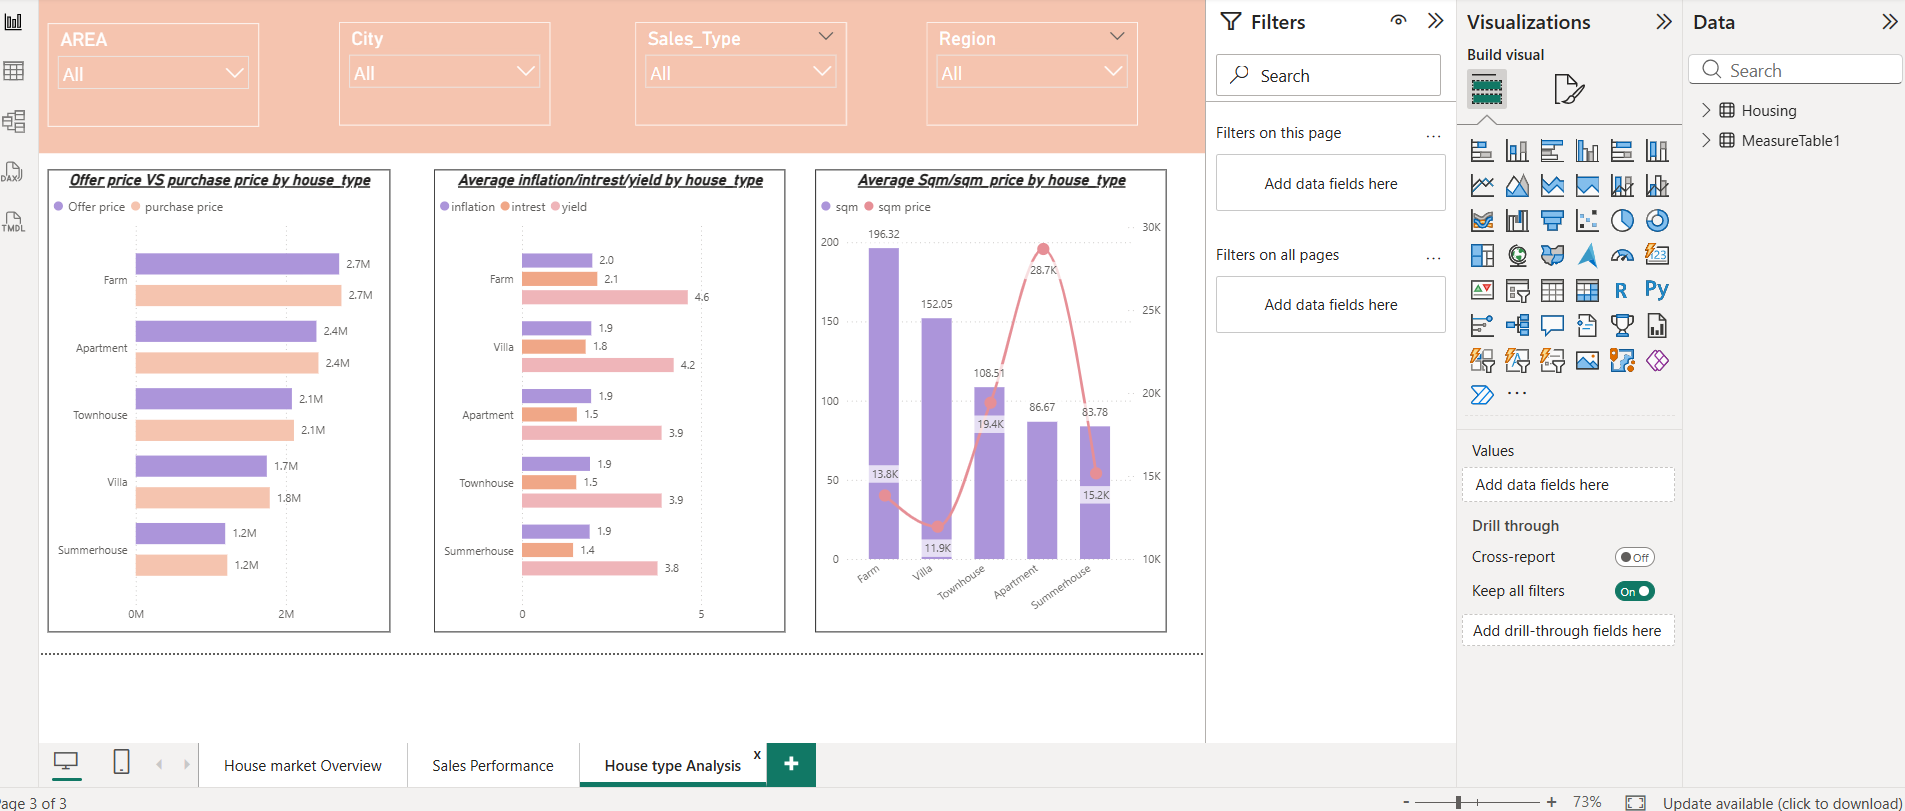 AREA
All
City
All
Sales_Type
All
Region
All
Offer price VS purchase price by house_type
Offer price
purchase price
Farm
2.7M
2.7M
Apartment
2.4M
2.4M
Townhouse
2.1M
2.1M
Villa
1.7M
1.8M
Summerhouse
1.2M
1.2M
0M
2M
Average inflation/intrest/yield by house_type
inflation
intrest
yield
Farm
2.0
2.1
4.6
Villa
1.9
1.8
4.2
Apartment
1.9
1.5
3.9
Townhouse
1.9
1.5
3.9
Summerhouse
1.9
1.4
3.8
0
5
Average Sqm/sqm_price by house_type
sqm
sqm price
200
150
100
50
0
30K
25K
20K
15K
10K
196.32
152.05
108.51
86.67
83.78
13.8K
11.9K
19.4K
28.7K
15.2K
Farm
Villa
Townhouse
Apartment
Summerhouse
DAX
TMDL
House market Overview
Sales Performance
House type Analysis
x
+
Page 3 of 3
- + 73%
Update available (click to download)
Filters
Search
Filters on this page
...
Add data fields here
Filters on all pages
...
Add data fields here
Visualizations
Build visual
123
R
Py
...
Values
Add data fields here
Drill through
Cross-report
Off
Keep all filters
On
Add drill-through fields here
Data
Search
Housing
MeasureTable1